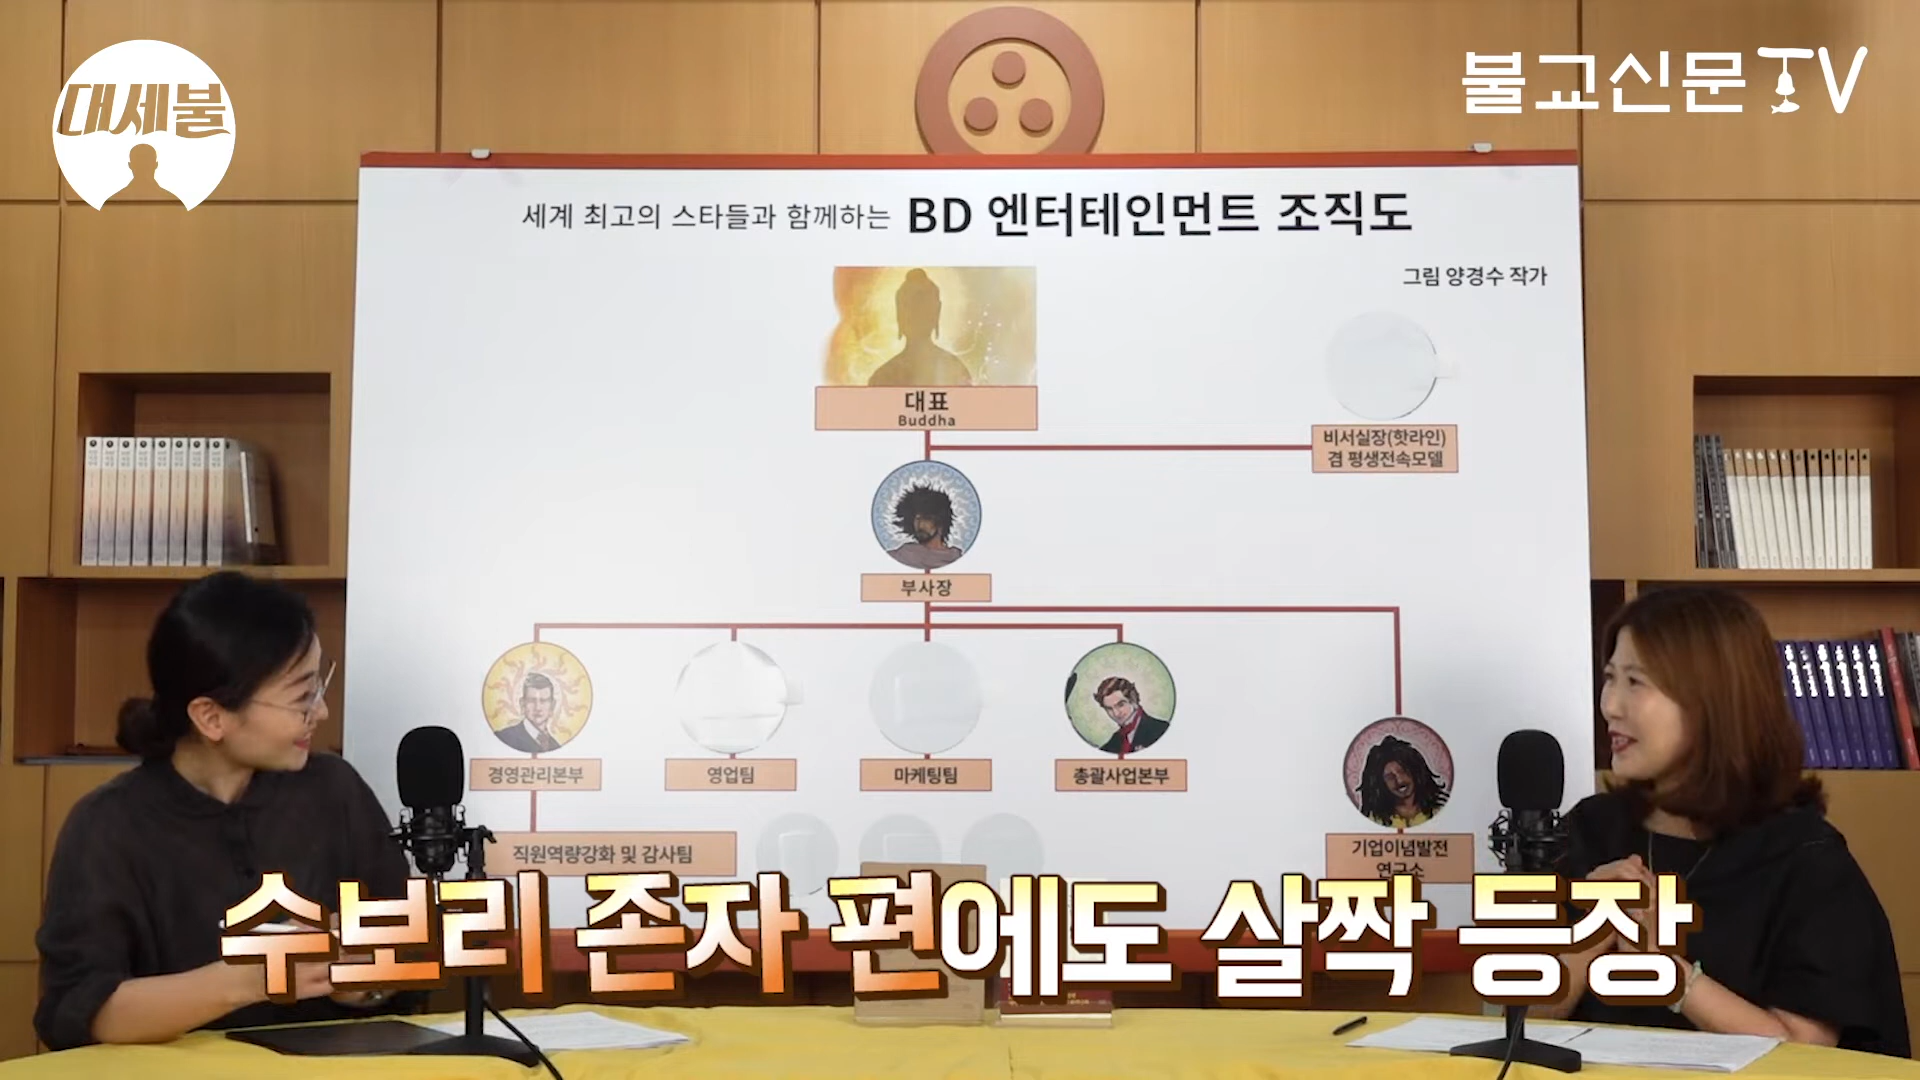 대세불
불교신문TV
세계 최고의 스타들과 함께하는 BD 엔터테인먼트 조직도
그림 양경수 작가
대표
Buddha
비서실장(핫라인)
겸 평생전속모델
부사장
경영관리본부
영업팀
마케팅팀
총괄사업본부
직원역량강화 및 감사팀
기업이념발전
연구소
수보리 존자 편에도 살짝 등장